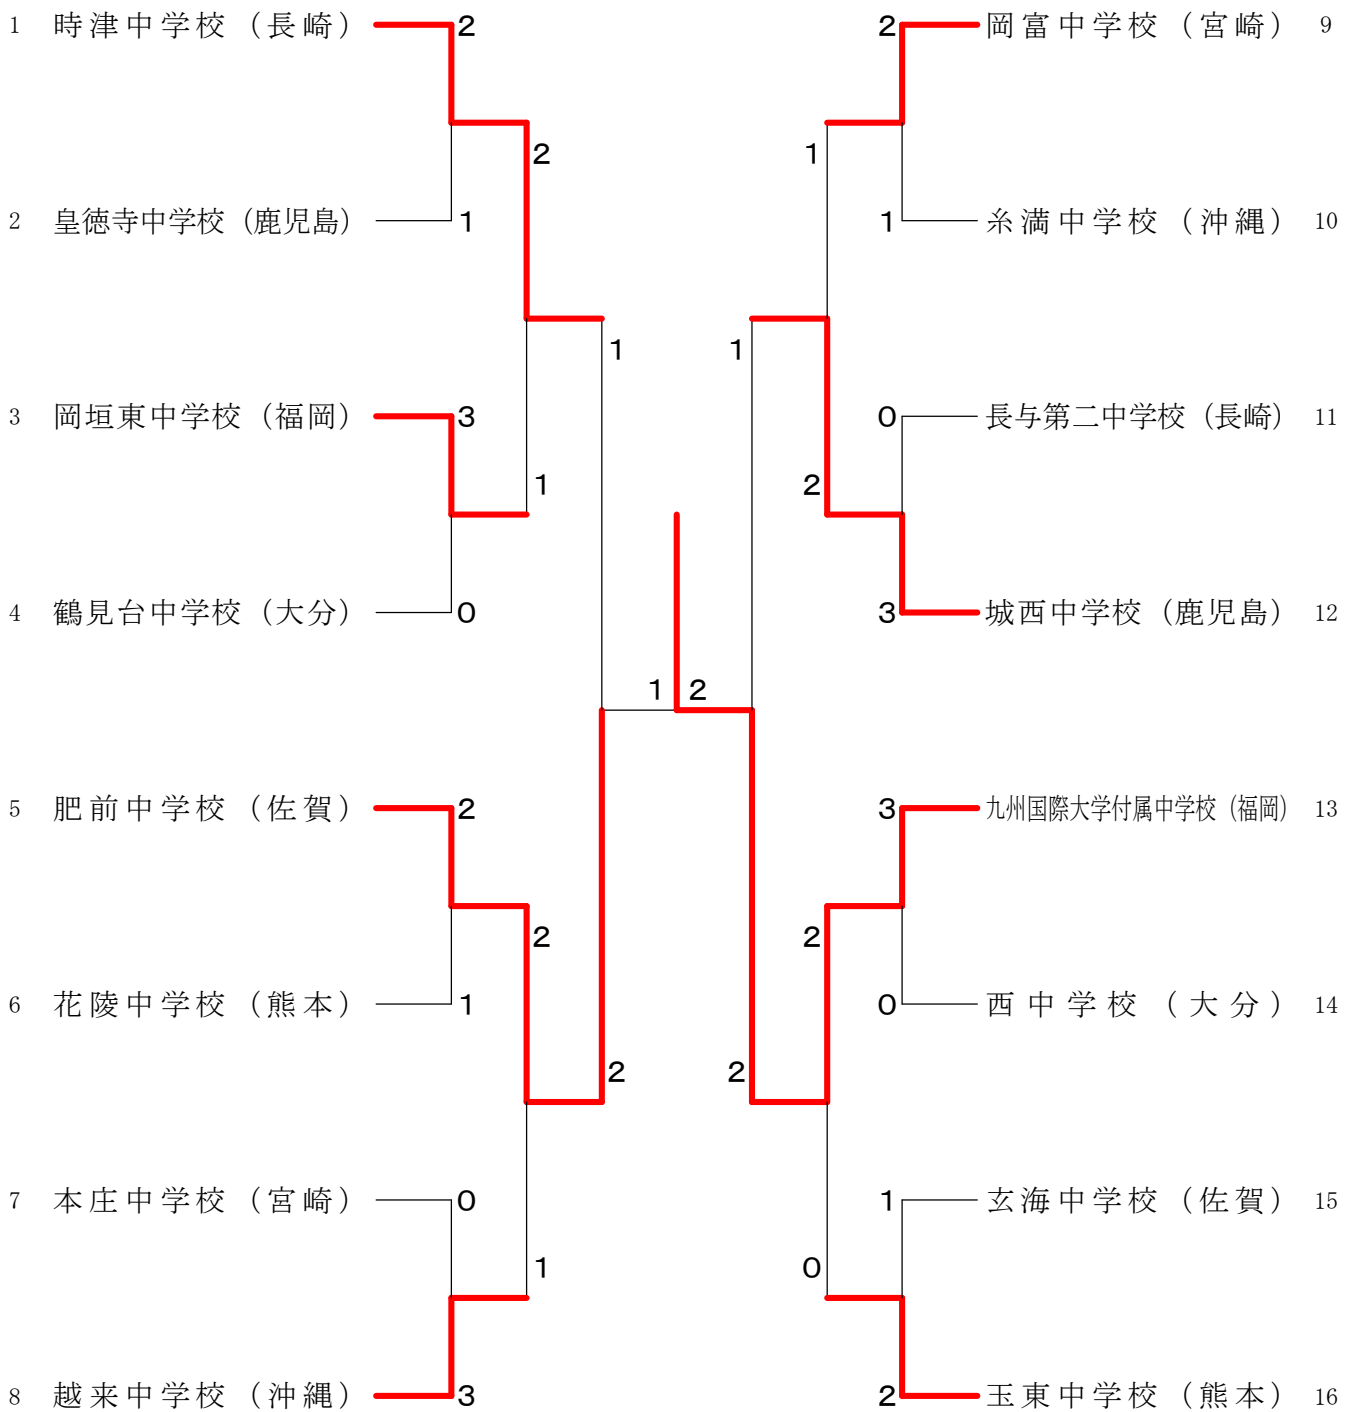 1 時津中学校（長崎） 2 2 岡富中学校（宮崎） 9
2 1
2 皇徳寺中学校（鹿児島） 1 1 糸満中学校（沖縄） 10
1 1
3 岡垣東中学校（福岡） 3 0 長与第二中学校（長崎） 11
1 2
4 鶴見台中学校（大分） 0 3 城西中学校（鹿児島） 12
1 2
5 肥前中学校（佐賀） 2 3 九州国際大学付属中学校（福岡） 13
2 2
6 花陵中学校（熊本） 1 0 西中学校（大分） 14
2 2
7 本庄中学校（宮崎） 0 1 玄海中学校（佐賀） 15
1 0
8 越来中学校（沖縄） 3 2 玉東中学校（熊本） 16